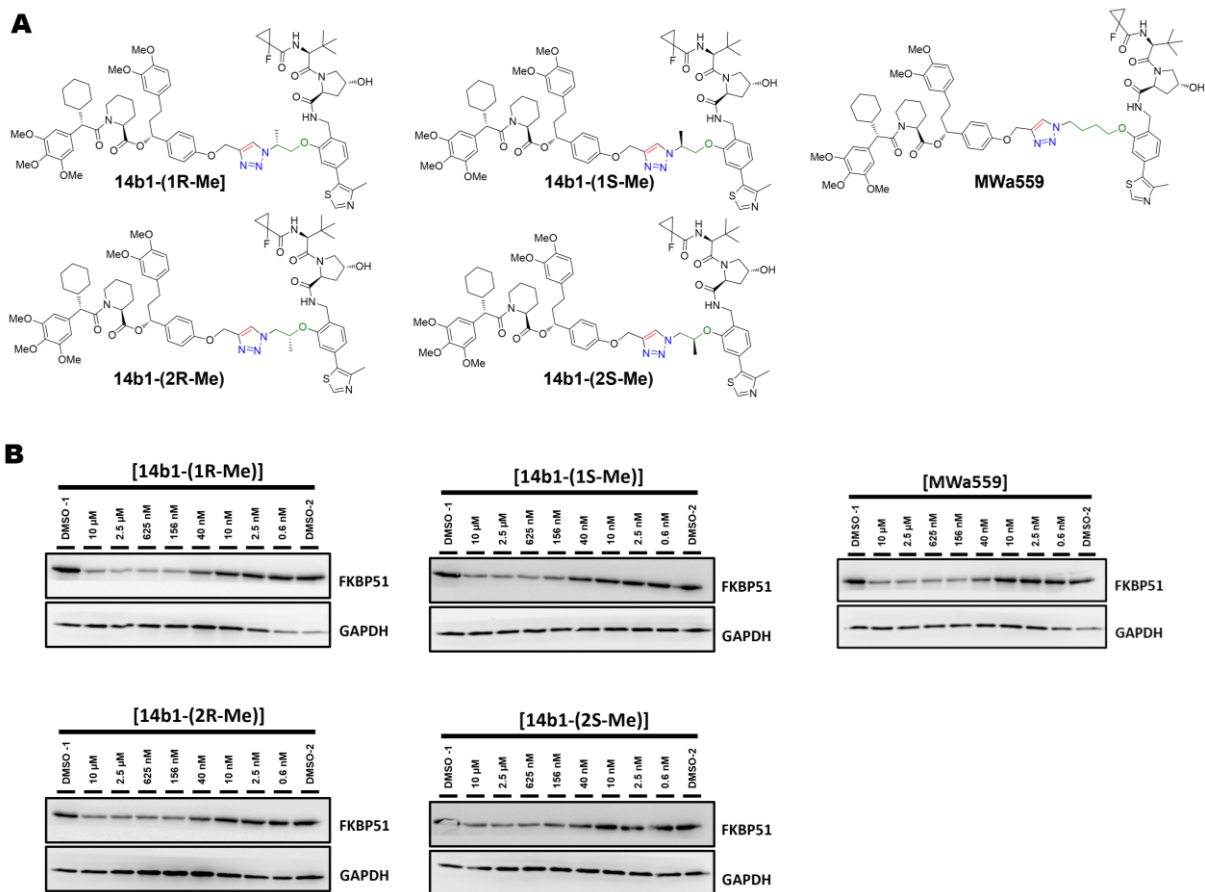 A
14b1-(1R-Me]
14b1-(1S-Me)
MWa559
14b1-(2R-Me)
14b1-(2S-Me)
B
[14b1-(1R-Me)]
DMSO -1 10 µM 2.5 µM 625 nM 156 nM 40 nM 10 nM 2.5 nM 0.6 nM DMSO-2
FKBP51
GAPDH
[14b1-(1S-Me)]
DMSO -1 10 µM 2.5 µM 625 nM 156 nM 40 nM 10 nM 2.5 nM 0.6 nM DMSO-2
FKBP51
GAPDH
[MWa559]
DMSO -1 10 µM 2.5 µM 625 nM 156 nM 40 nM 10 nM 2.5 nM 0.6 nM DMSO-2
FKBP51
GAPDH
[14b1-(2R-Me)]
DMSO -1 10 µM 2.5 µM 625 nM 156 nM 40 nM 10 nM 2.5 nM 0.6 nM DMSO-2
FKBP51
GAPDH
[14b1-(2S-Me)]
DMSO -1 10 µM 2.5 µM 625 nM 156 nM 40 nM 10 nM 2.5 nM 0.6 nM DMSO-2
FKBP51
GAPDH